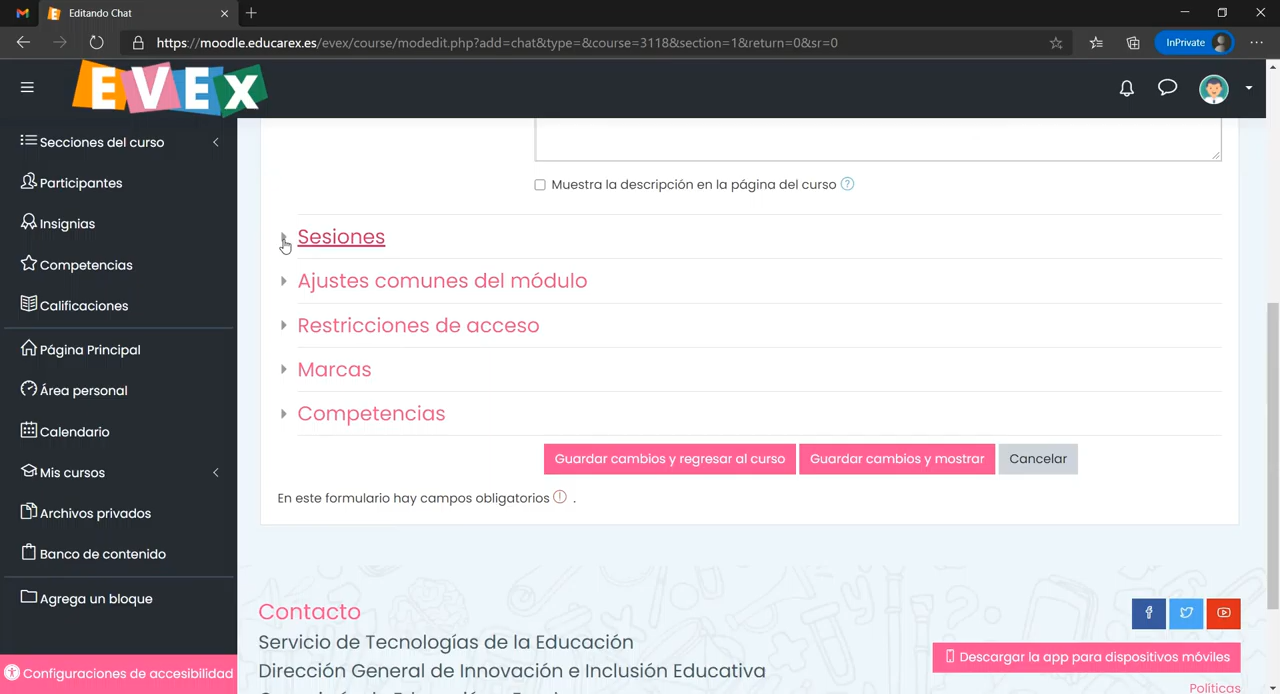 Editando Chat
https://moodle.educarex.es/evex/course/modedit.php?add=chat&type=&course=3118&section=1&return=0&sr=0
InPrivate
EVEX
Secciones del curso
Participantes
Insignias
Competencias
Calificaciones
Página Principal
Área personal
Calendario
Mis cursos
Archivos privados
Banco de contenido
Agrega un bloque
Configuraciones de accesibilidad
Muestra la descripción en la página del curso
Sesiones
Ajustes comunes del módulo
Restricciones de acceso
Marcas
Competencias
Guardar cambios y regresar al curso
Guardar cambios y mostrar
Cancelar
En este formulario hay campos obligatorios .
Contacto
Servicio de Tecnologías de la Educación
Dirección General de Innovación e Inclusión Educativa
Descargar la app para dispositivos móviles
Políticas